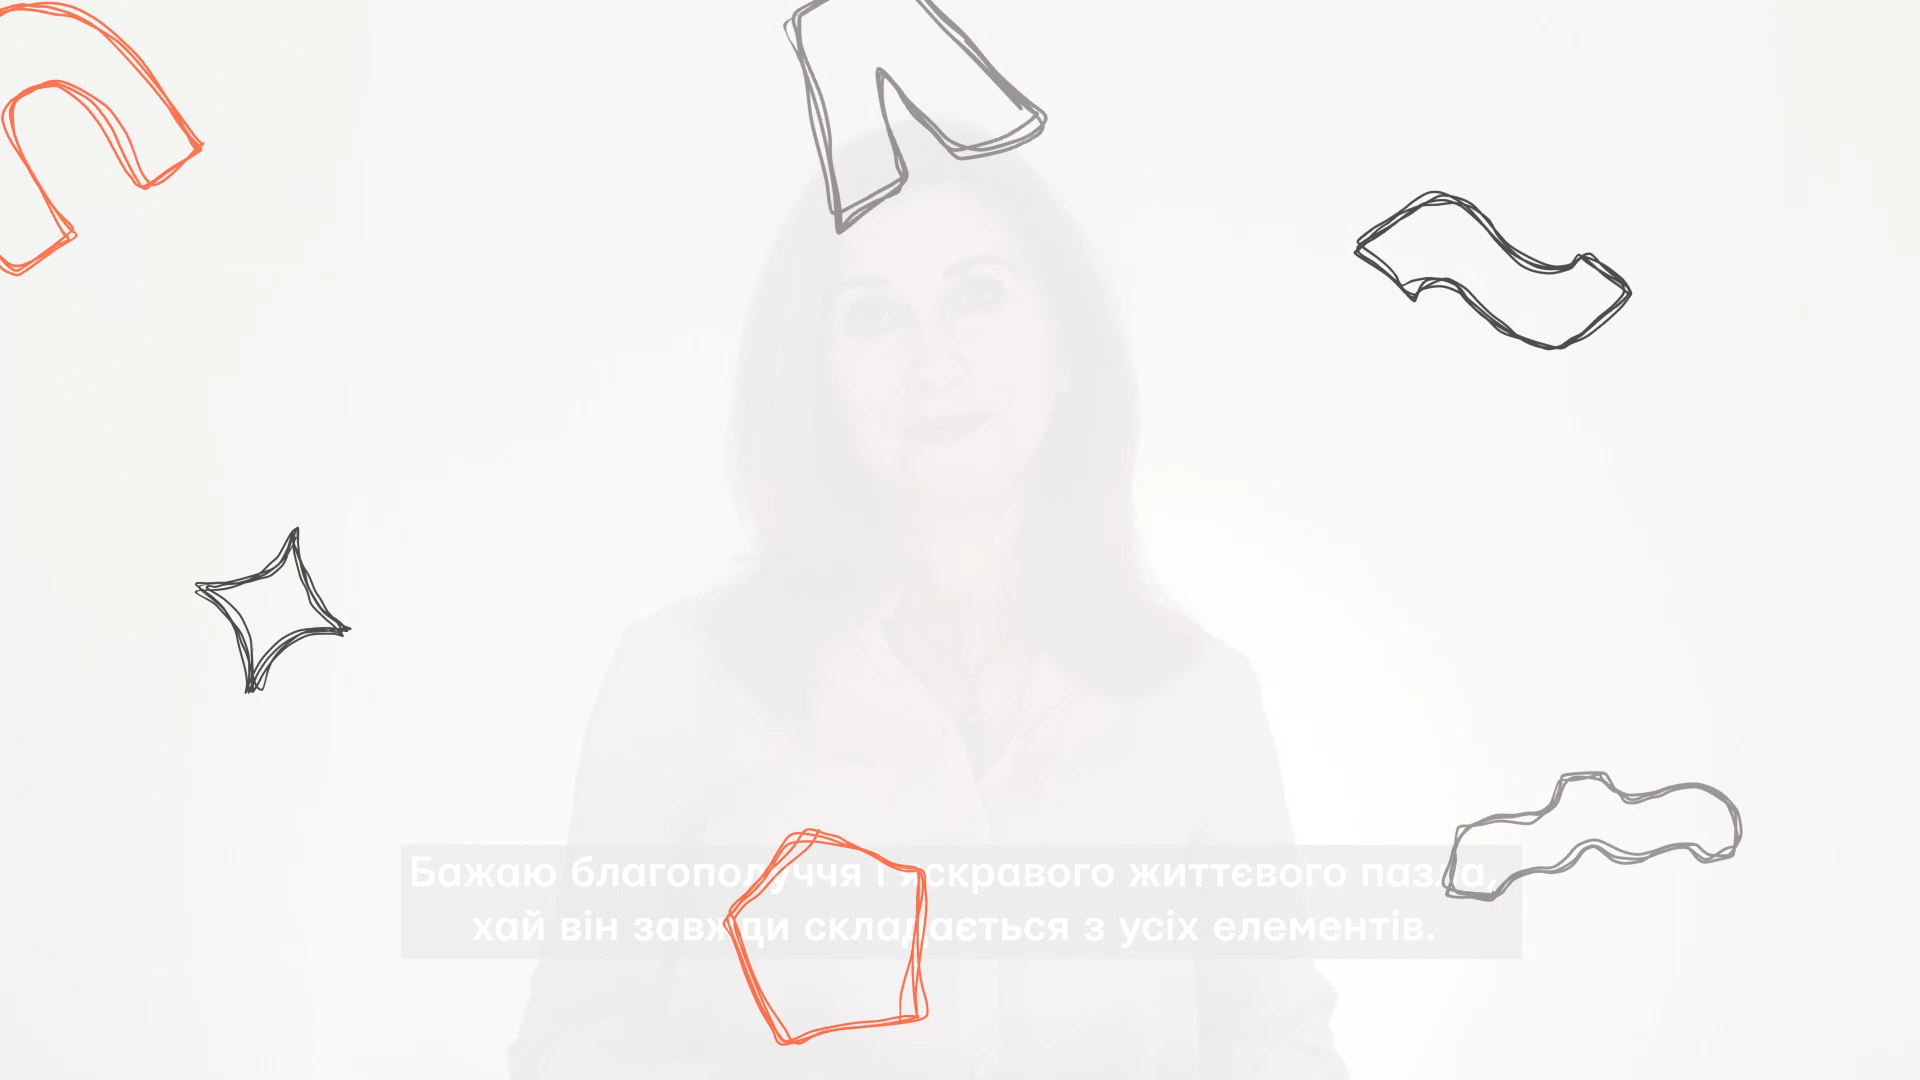 Бажаю благополуччя і яскравого життєвого пазла,
хай він завжди складається з усіх елементів.